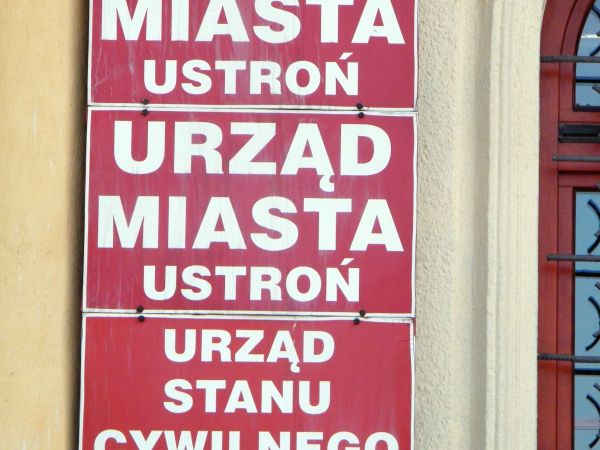 MIASTA
USTROŃ
URZĄD
MIASTA
USTROŃ
URZĄD
STANU
CYWILNEGO